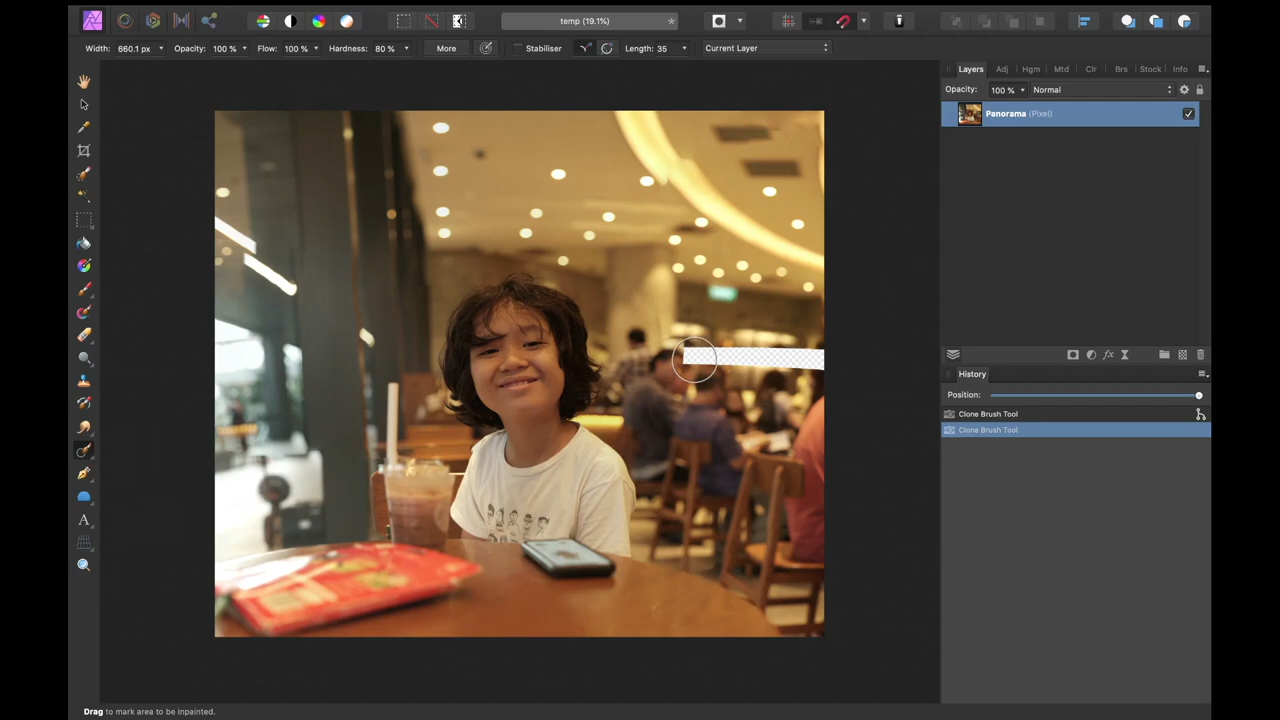 temp (19.1%)
Width: 660.1 px Opacity: 100 % Flow: 100 % Hardness: 80 % More Stabiliser Length: 35 Current Layer
Layers Adj Hgm Mtd Clr Brs Stock Info
Opacity: 100 % Normal
Panorama (Pixel)
History
Position:
Clone Brush Tool
Clone Brush Tool
Drag to mark area to be inpainted.